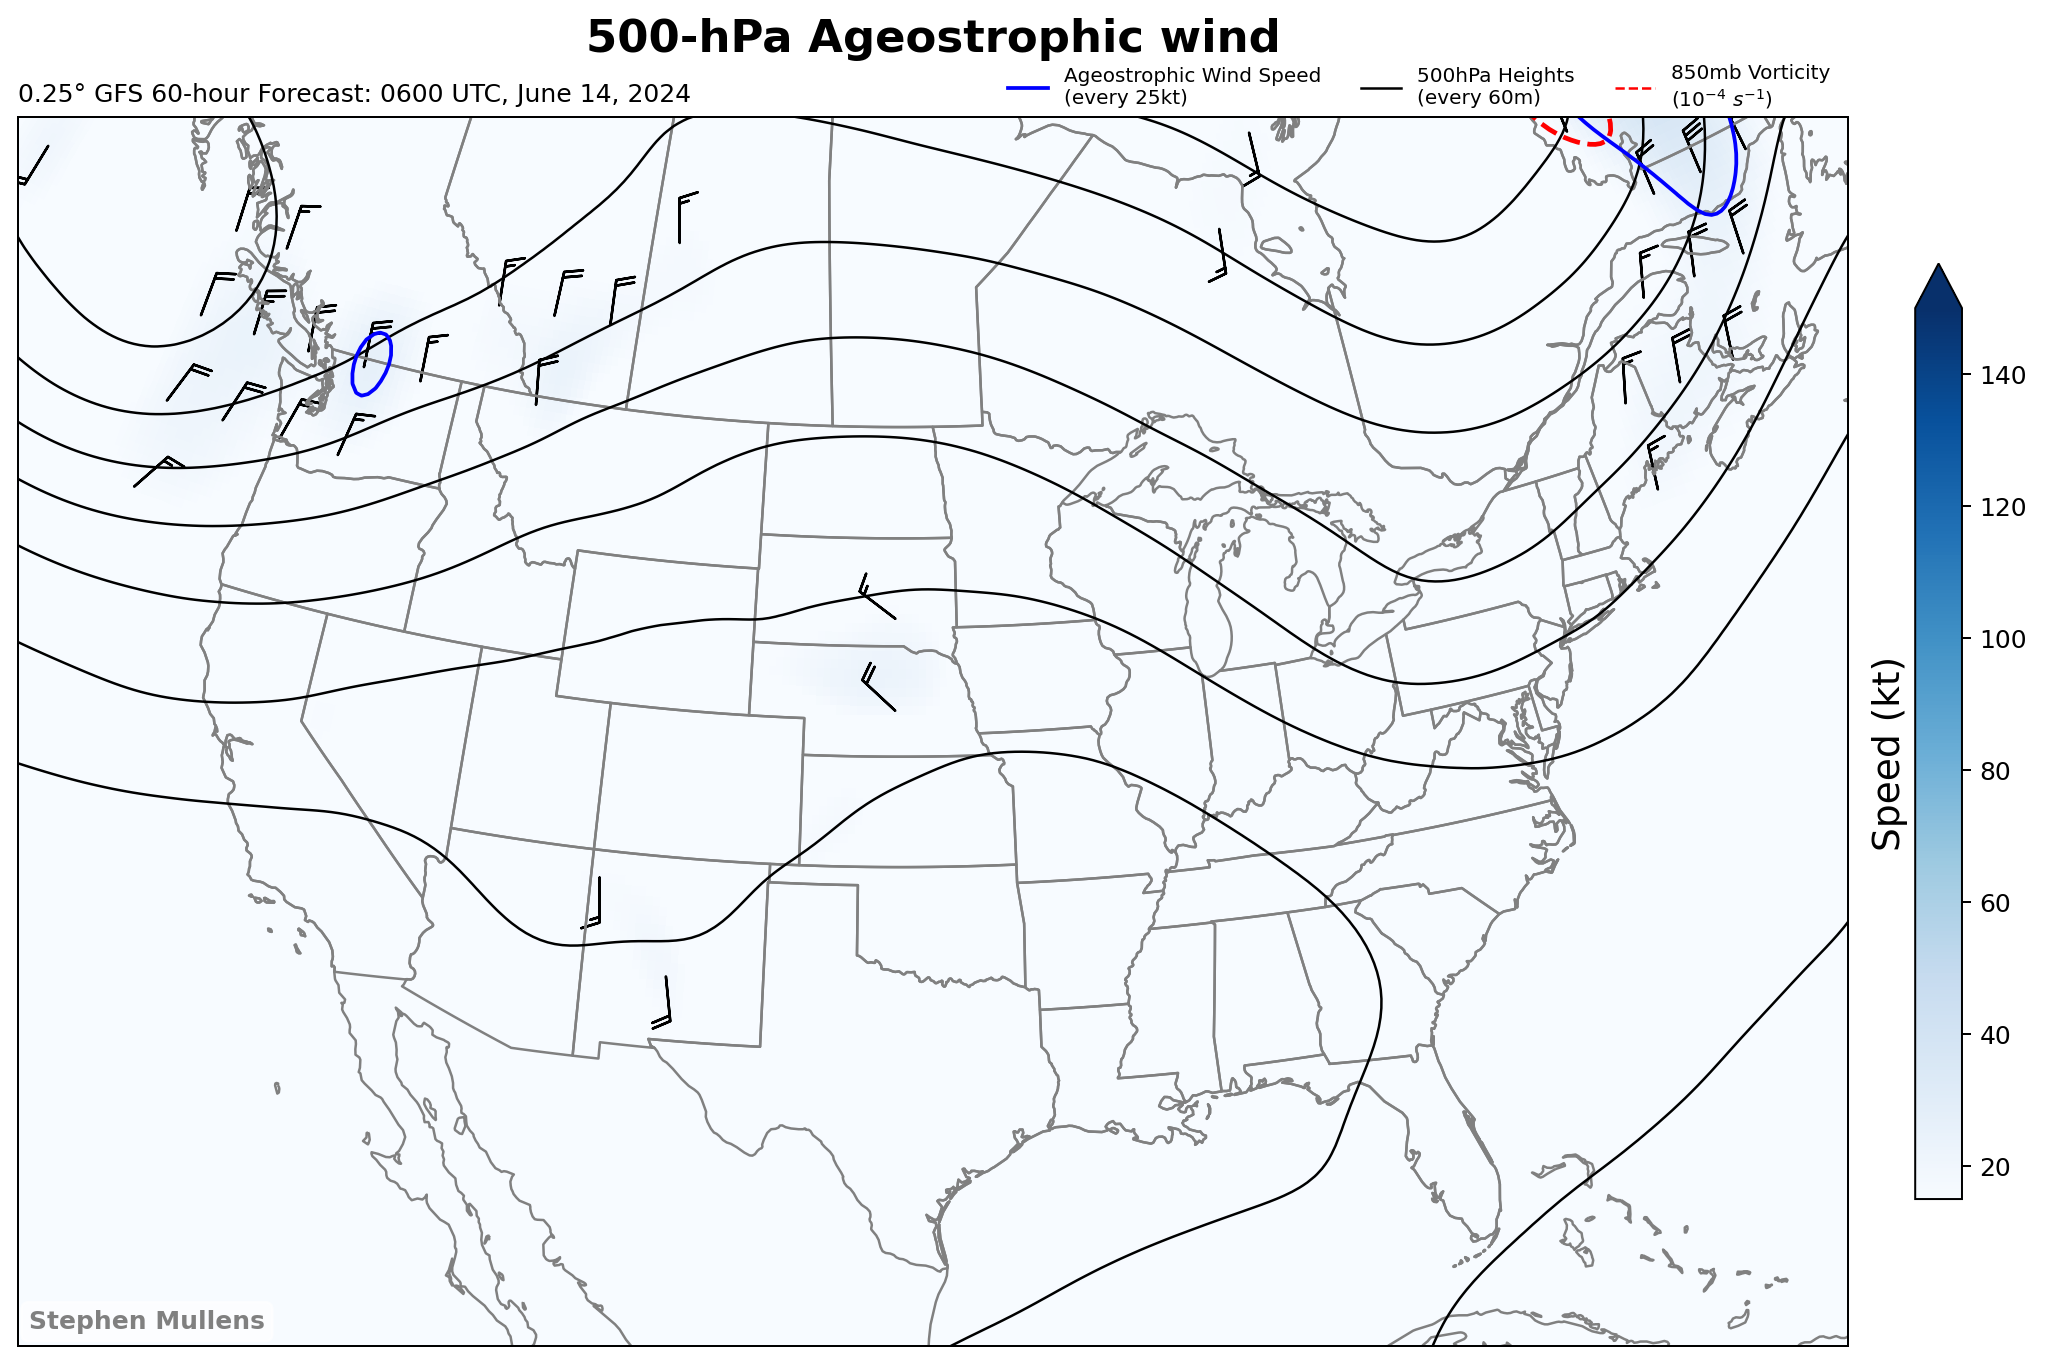 500-hPa Ageostrophic wind
0.25° GFS 60-hour Forecast: 0600 UTC, June 14, 2024
Ageostrophic Wind Speed
(every 25kt)
500hPa Heights
(every 60m)
850mb Vorticity
(10⁻⁴ s⁻¹)
140
120
100
80
60
40
20
Speed (kt)
Stephen Mullens